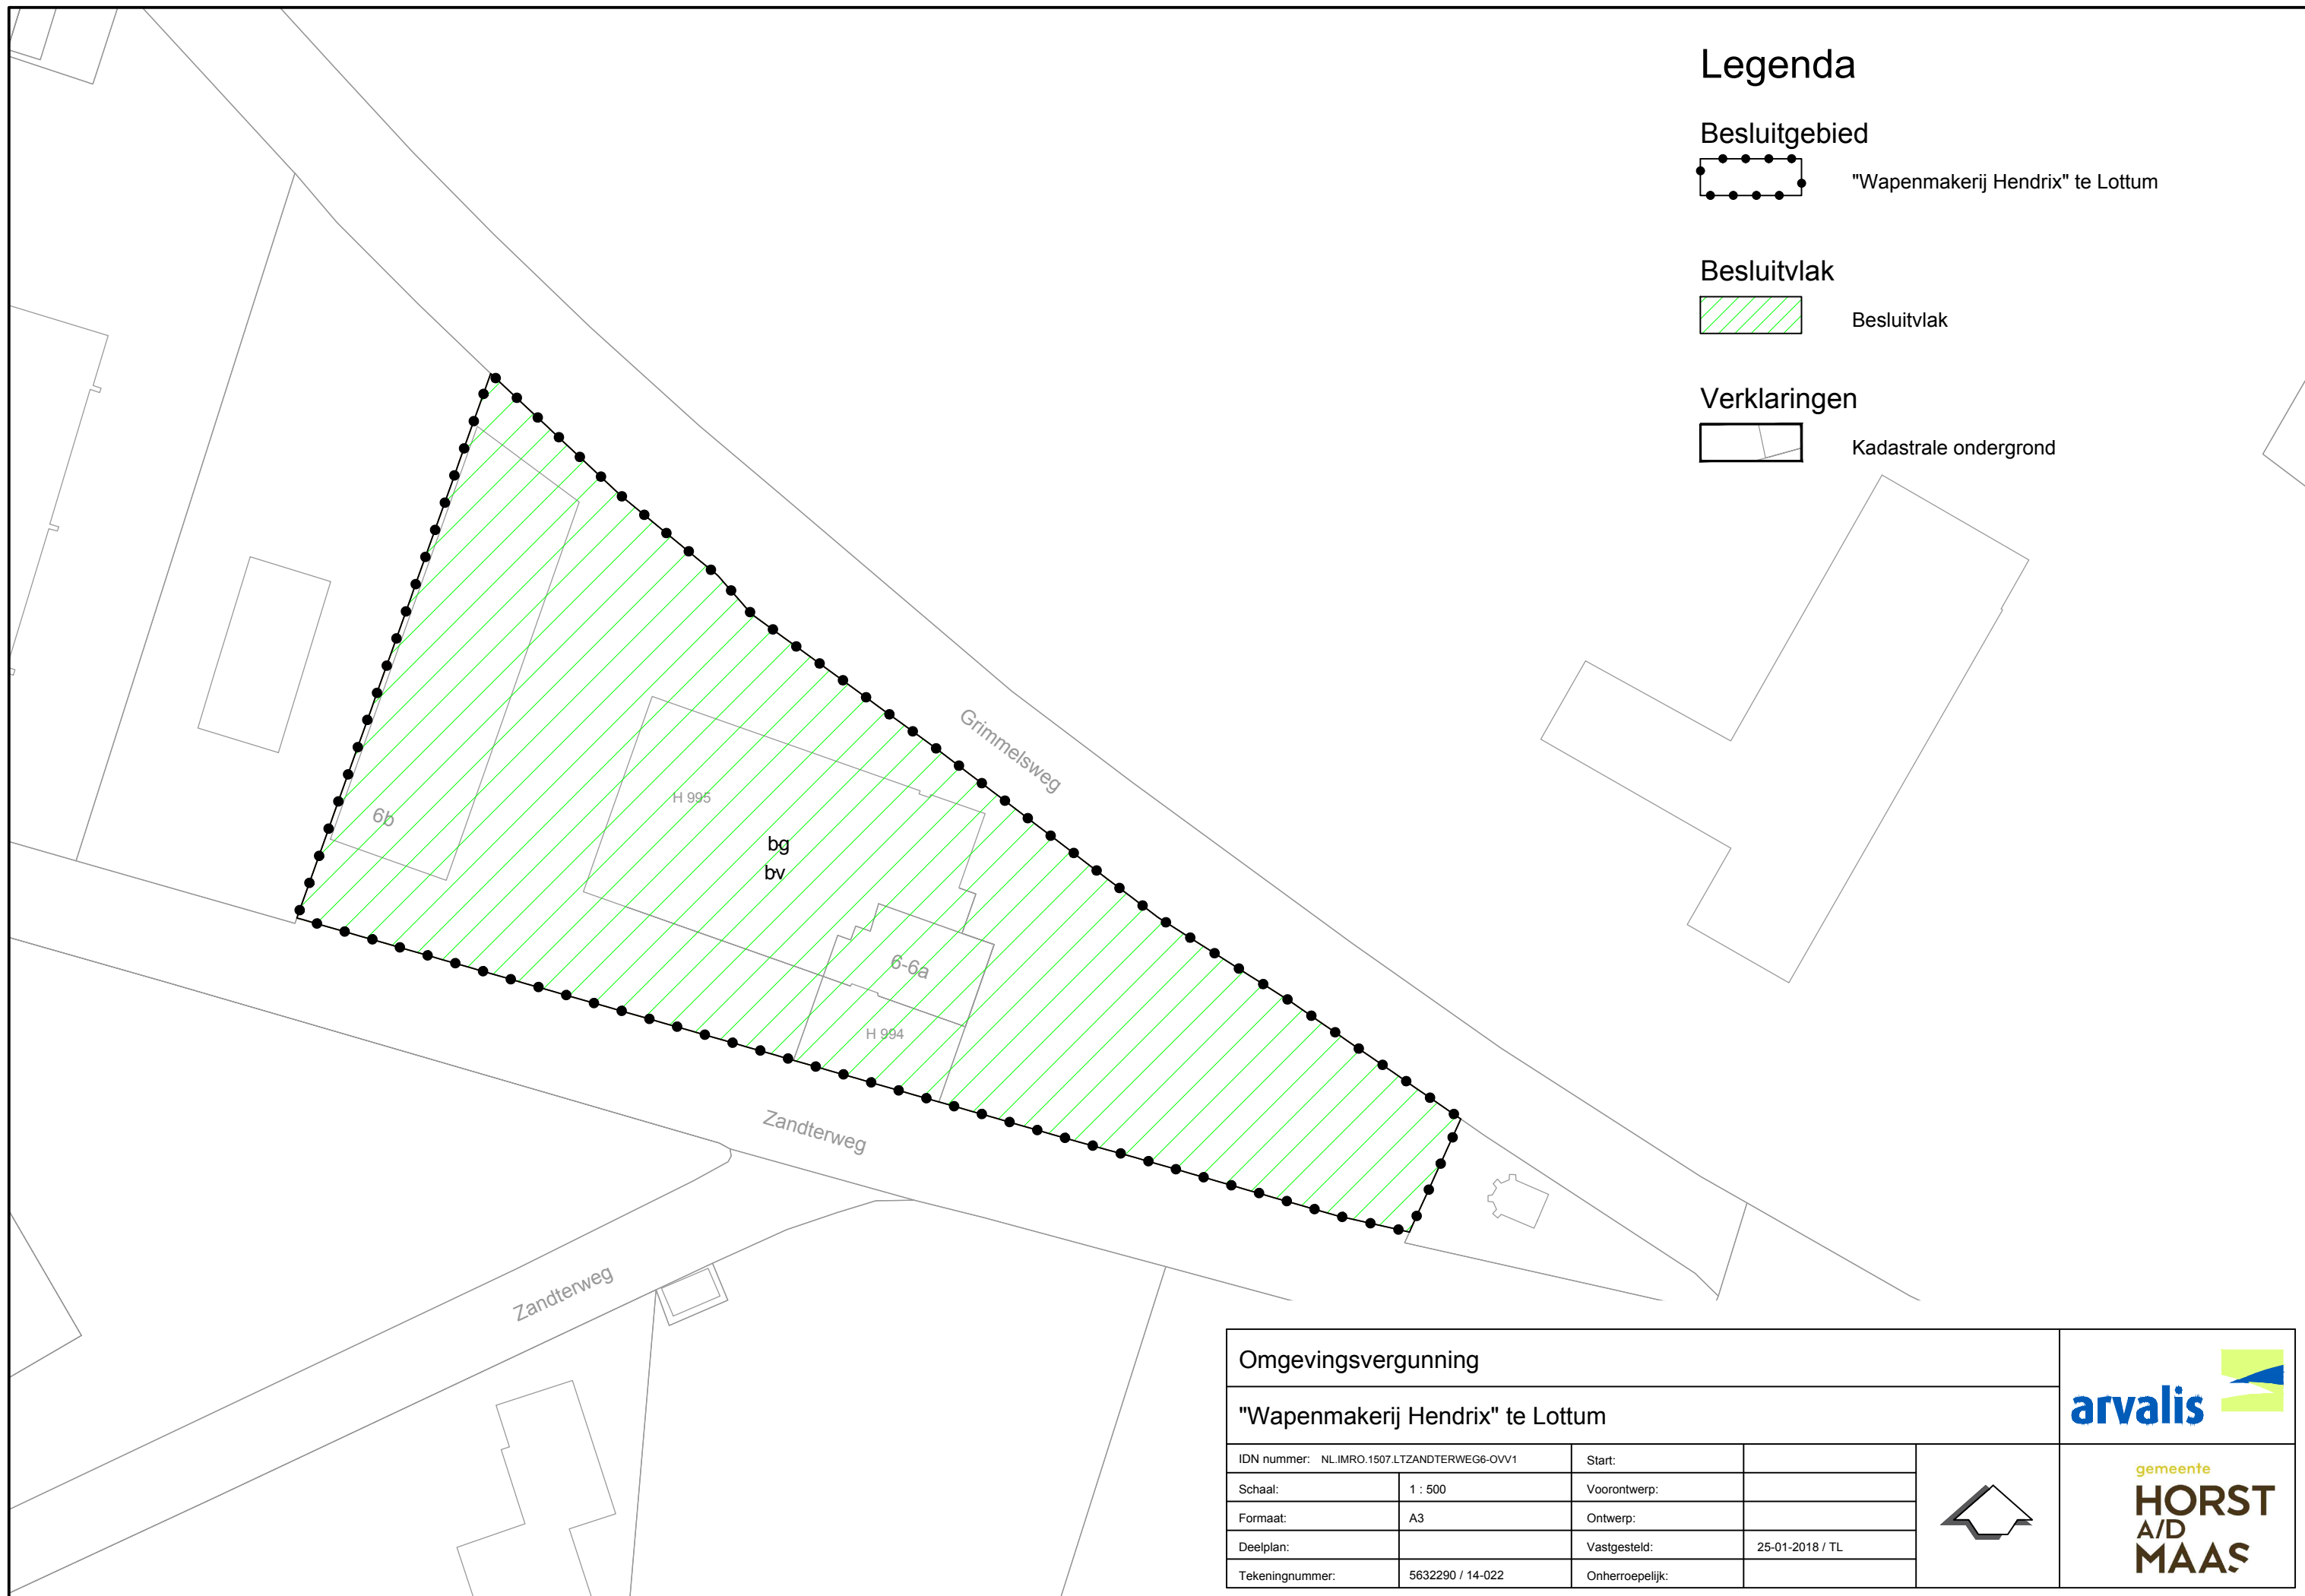 Legenda
Besluitgebied
"Wapenmakerij Hendrix" te Lottum
Besluitvlak
Besluitvlak
Verklaringen
Kadastrale ondergrond
Grimmelsweg
H 995
6b
bg
bv
6-6a
H 994
Zandterweg
Zandterweg
Omgevingsvergunning
"Wapenmakerij Hendrix" te Lottum
IDN nummer: NL.IMRO.1507.LTZANDTERWEG6-OVV1 Start:
Schaal: 1 : 500 Voorontwerp:
Formaat: A3 Ontwerp:
Deelplan: Vastgesteld: 25-01-2018 / TL
Tekeningnummer: 5632290 / 14-022 Onherroepelijk:
arvalis
gemeente
HORST
A/D
MAAS